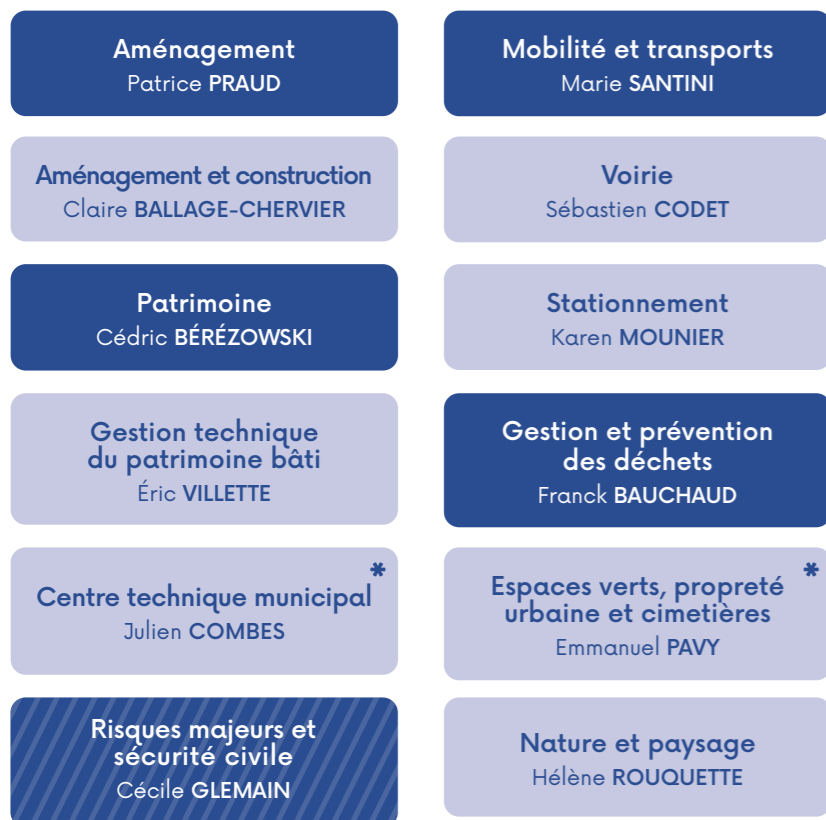 Aménagement
Patrice PRAUD
Aménagement et construction
Claire BALLAGE-CHERVIER
Patrimoine
Cédric BÉRÉZOWSKI
Gestion technique
du patrimoine bâti
Éric VILLETTE
*
Centre technique municipal
Julien COMBES
Risques majeurs et
sécurité civile
Cécile GLEMAIN
Mobilité et transports
Marie SANTINI
Voirie
Sébastien CODET
Stationnement
Karen MOUNIER
Gestion et prévention
des déchets
Franck BAUCHAUD
*
Espaces verts, propreté
urbaine et cimetières
Emmanuel PAVY
Nature et paysage
Hélène ROUQUETTE